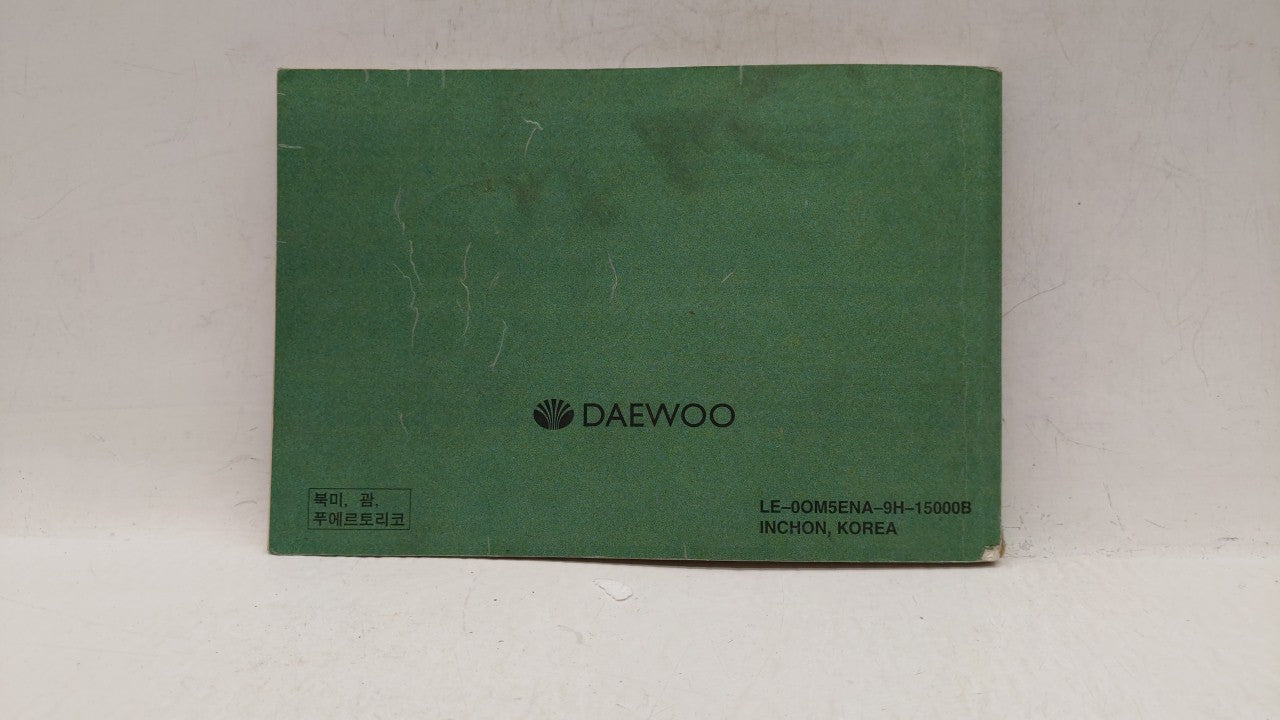 DAEWOO
북미, 괌,
푸에르토리코
LE–0OM5ENA–9H–15000B
INCHON, KOREA